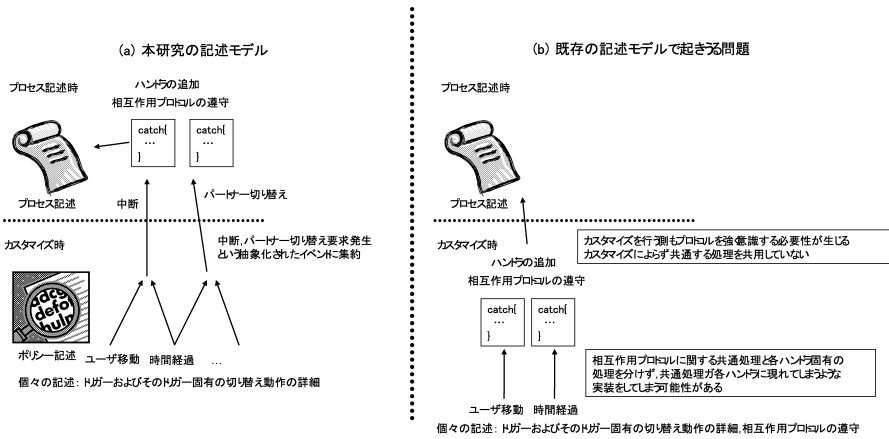 (a) 本研究の記述モデル
プロセス記述時
ハンドラの追加
相互作用プロトコルの遵守
catch{
...
}
catch{
...
}
プロセス記述
中断
パートナー切り替え
カスタマイズ時
中断,パートナー切り替え要求発生
という抽象化されたイベントに集約
adcg
defo
hulp
ポリシー記述
ユーザ移動
時間経過
...
個々の記述: トリガーおよびそのトリガー固有の切り替え動作の詳細
(b) 既存の記述モデルで起きうる問題
プロセス記述時
プロセス記述
カスタマイズ時
カスタマイズを行う側もプロトコルを強く意識する必要性が生じる
カスタマイズによらず共通する処理を共用していない
ハンドラの追加
相互作用プロトコルの遵守
catch{
...
}
catch{
...
}
相互作用プロトコルに関する共通処理と各ハンドラ固有の
処理を分けず,共通処理が各ハンドラに現れてしまうような
実装をしてしまう可能性がある
ユーザ移動
時間経過
個々の記述: トリガーおよびそのトリガー固有の切り替え動作の詳細,相互作用プロトコルの遵守